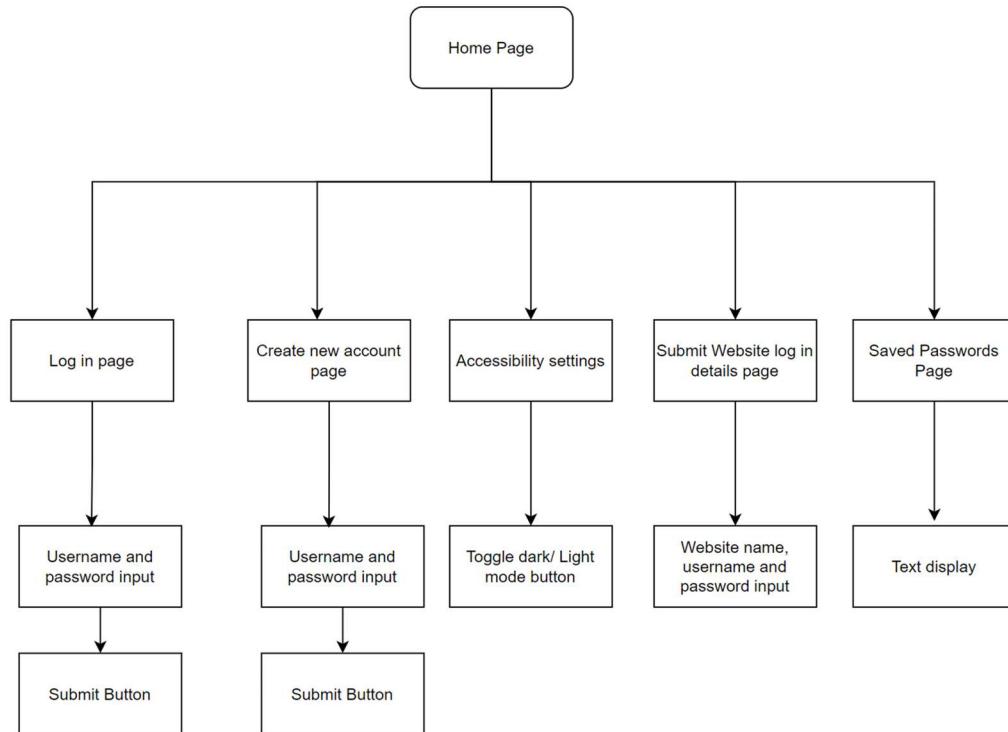 Home Page
Log in page
Create new account
page
Accessibility settings
Submit Website log in
details page
Saved Passwords
Page
Username and
password input
Username and
password input
Toggle dark/ Light
mode button
Website name,
username and
password input
Text display
Submit Button
Submit Button